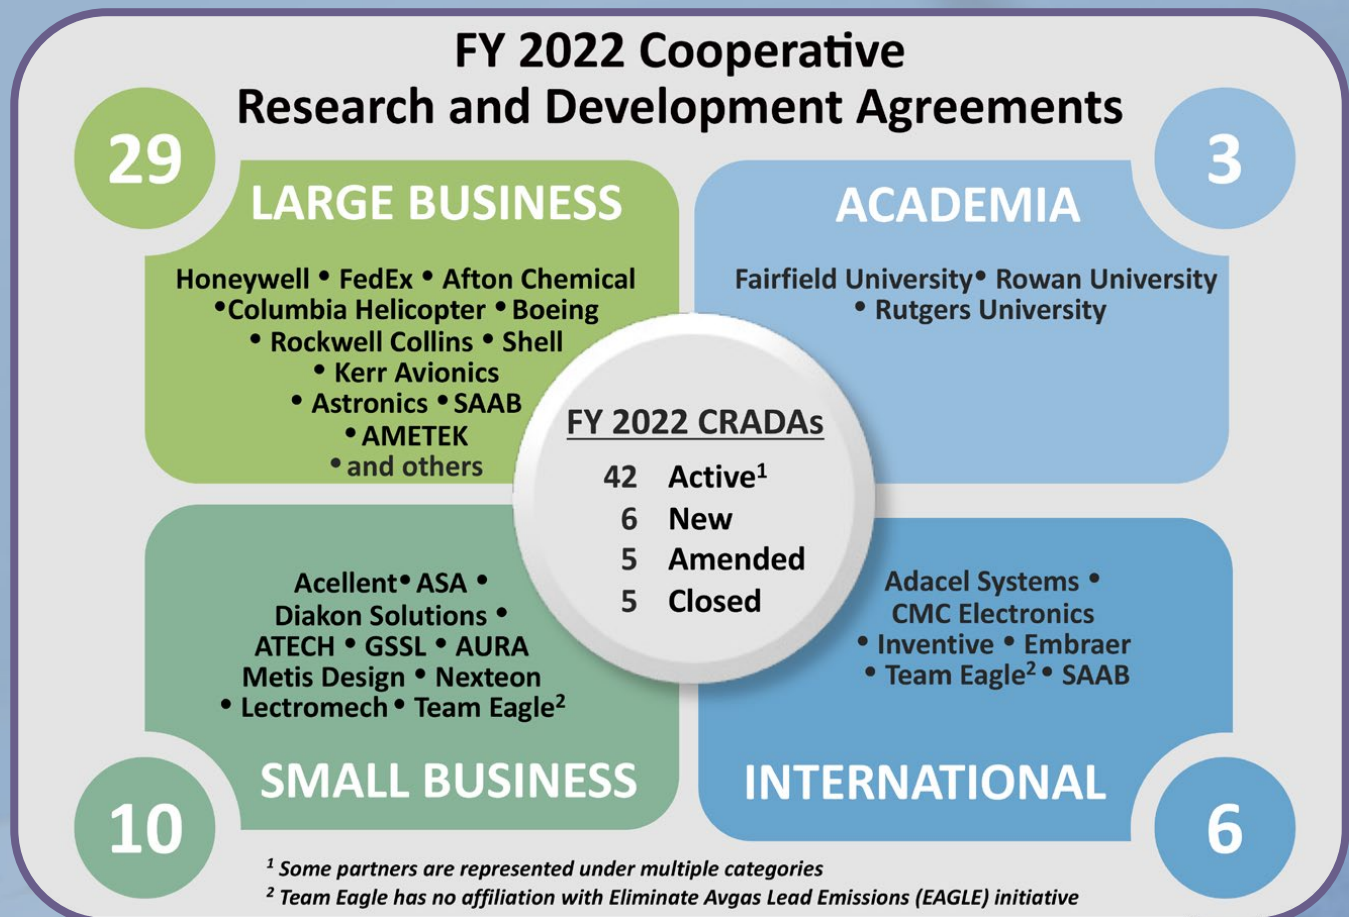 FY 2022 Cooperative
Research and Development Agreements
29
LARGE BUSINESS
Honeywell • FedEx • Afton Chemical
•Columbia Helicopter • Boeing
• Rockwell Collins • Shell
• Kerr Avionics
• Astronics • SAAB
• AMETEK
• and others
3
ACADEMIA
Fairfield University• Rowan University
• Rutgers University
FY 2022 CRADAs
42 Active¹
6 New
5 Amended
5 Closed
Acellent• ASA •
Diakon Solutions •
ATECH • GSSL • AURA
Metis Design • Nexteon
• Lectromech • Team Eagle²
SMALL BUSINESS
10
Adacel Systems •
CMC Electronics
• Inventive • Embraer
• Team Eagle² • SAAB
INTERNATIONAL
6
¹ Some partners are represented under multiple categories
² Team Eagle has no affiliation with Eliminate Avgas Lead Emissions (EAGLE) initiative